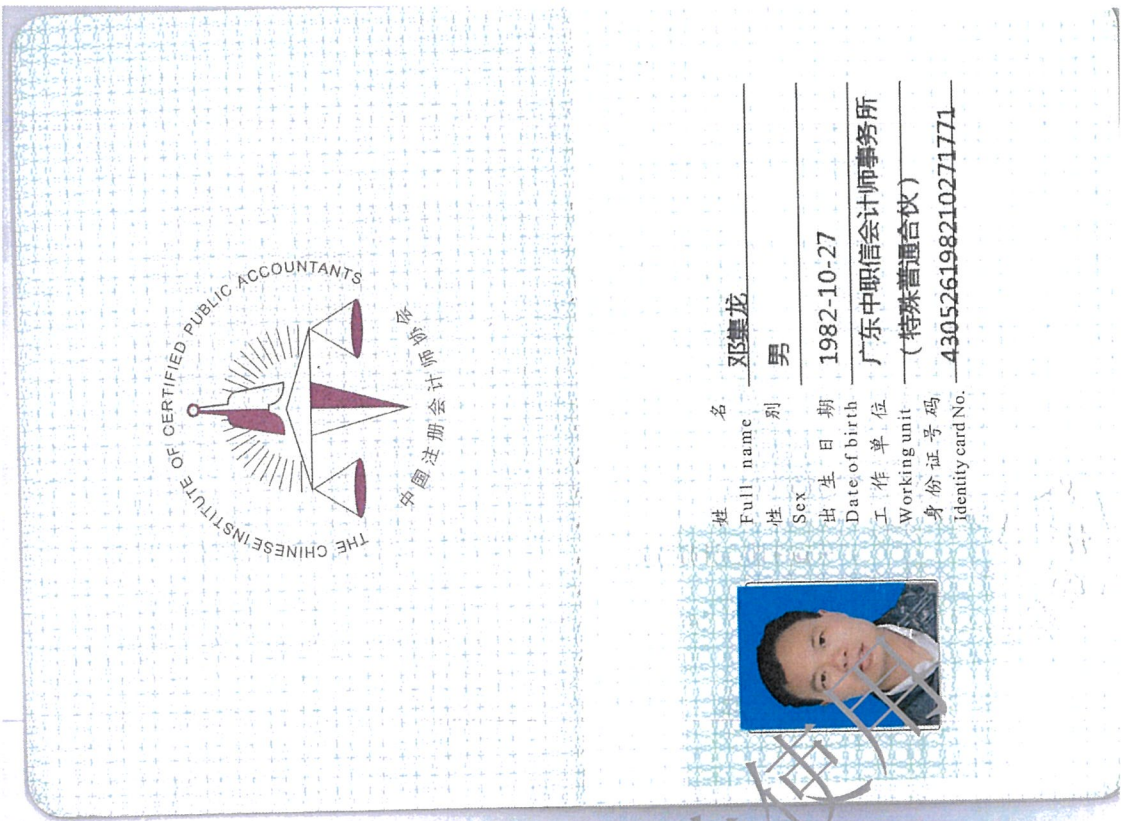 THE CHINESE INSTITUTE OF CERTIFIED PUBLIC ACCOUNTANTS
中国注册会计师协会
姓名 邓集龙
Full name
性别 男
Sex
出生日期 1982-10-27
Date of birth
工作单位 广东中职信会计师事务所
Working unit （特殊普通合伙）
身份证号码 430526198210271771
Identity card No.
使用